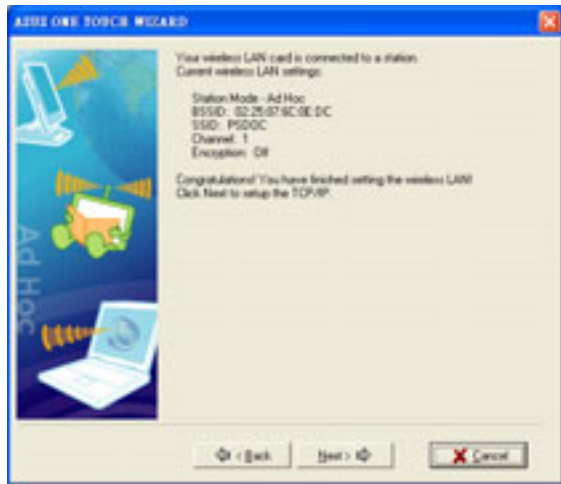 ASUS ONE TOUCH WIZARD
Your wireless LAN card is connected to a station.
Current wireless LAN settings:
Station Mode - Ad Hoc
BSSID: 02:25:07:6C:0E:DC
SSID: PSDOC
Channel: 1
Encryption: Off
Congratulations! You have finished setting the wireless LAN!
Click Next to setup the TCP/IP.
Ad Hoc
< Back
Next >
Cancel